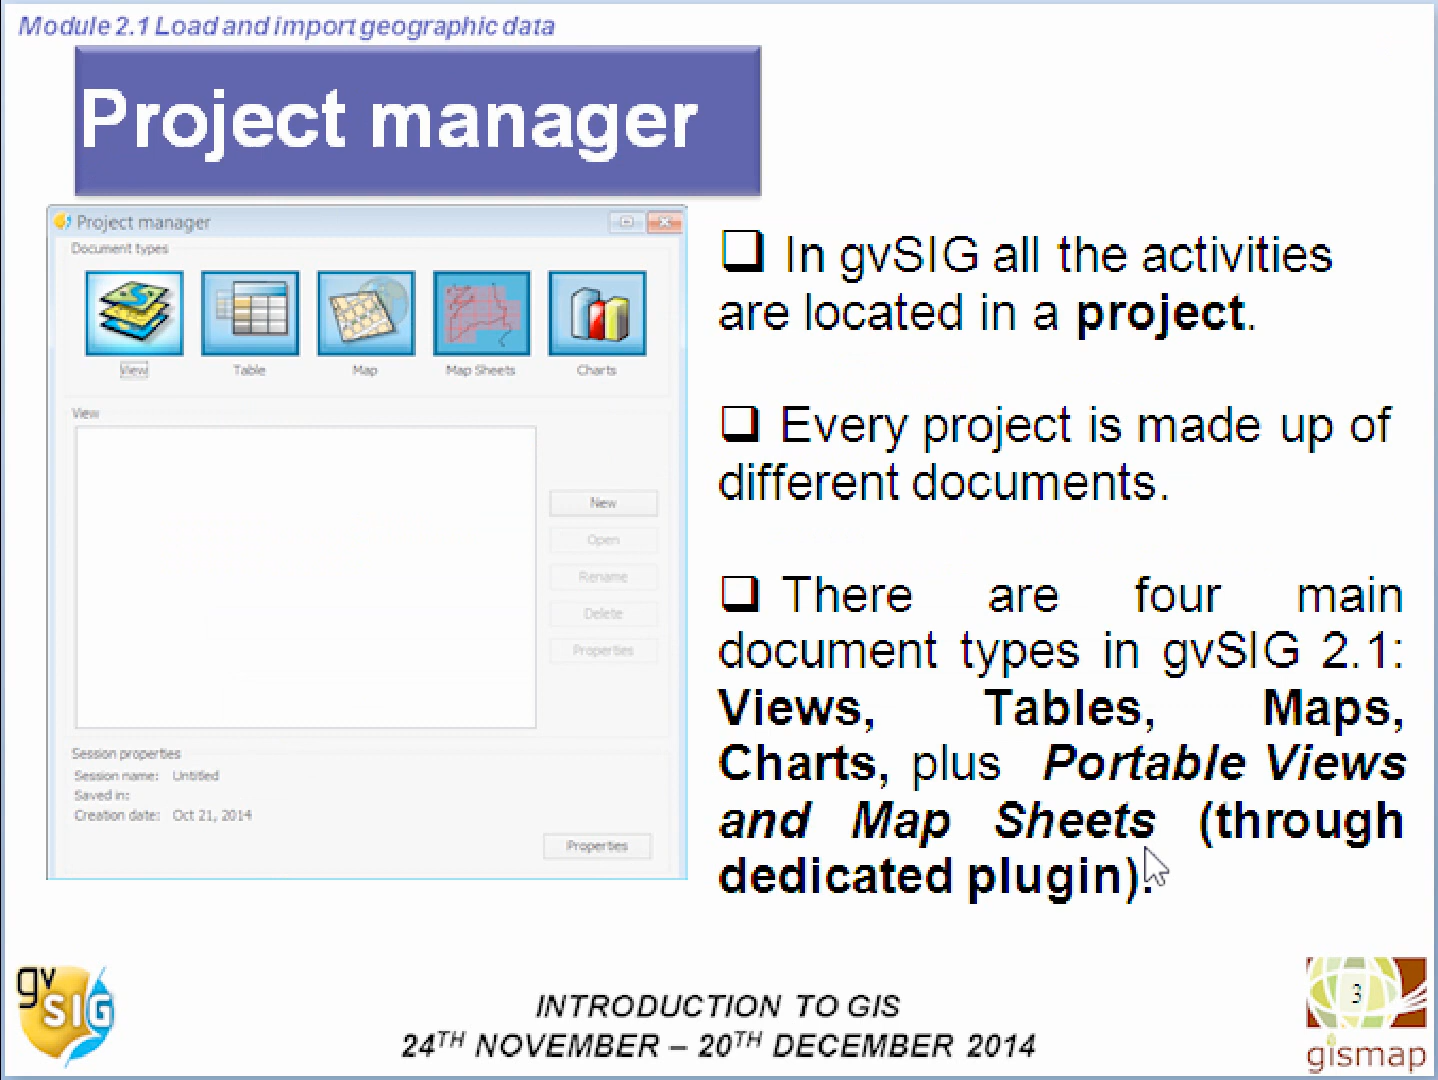 Module 2.1 Load and import geographic data
Project manager
Project manager
Document types
View
Table
Map
Map Sheets
Charts
View
New
Open
Rename
Delete
Properties
Session properties
Session name: Untitled
Saved in:
Creation date: Oct 21, 2014
Properties
In gvSIG all the activities
are located in a project.
Every project is made up of
different documents.
There are four main
document types in gvSIG 2.1:
Views, Tables, Maps,
Charts, plus Portable Views
and Map Sheets (through
dedicated plugin).
gv
SIG
INTRODUCTION TO GIS
24TH NOVEMBER – 20TH DECEMBER 2014
3
gismap